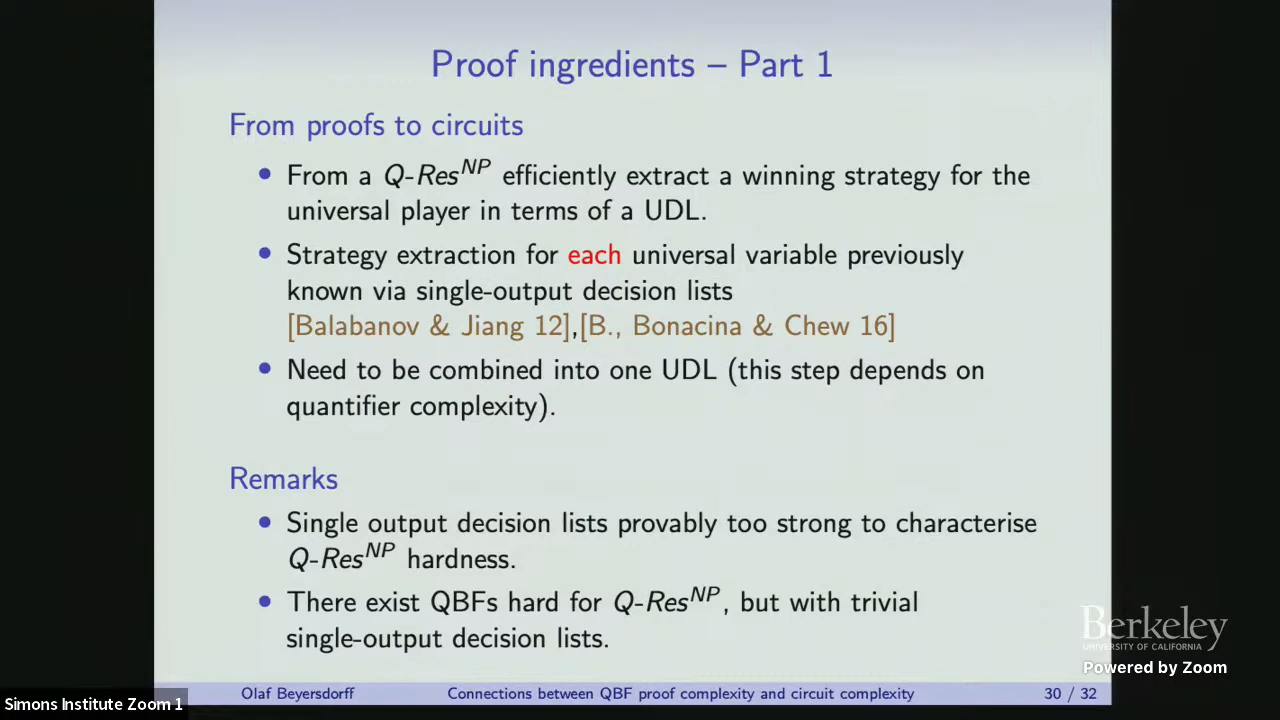 Proof ingredients – Part 1
From proofs to circuits
• From a Q-Res^NP efficiently extract a winning strategy for the
universal player in terms of a UDL.
• Strategy extraction for each universal variable previously
known via single-output decision lists
[Balabanov & Jiang 12],[B., Bonacina & Chew 16]
• Need to be combined into one UDL (this step depends on
quantifier complexity).
Remarks
• Single output decision lists provably too strong to characterise
Q-Res^NP hardness.
• There exist QBFs hard for Q-Res^NP, but with trivial
single-output decision lists.
Berkeley
UNIVERSITY OF CALIFORNIA
Powered by Zoom
Olaf Beyersdorff Connections between QBF proof complexity and circuit complexity 30 / 32
Simons Institute Zoom 1